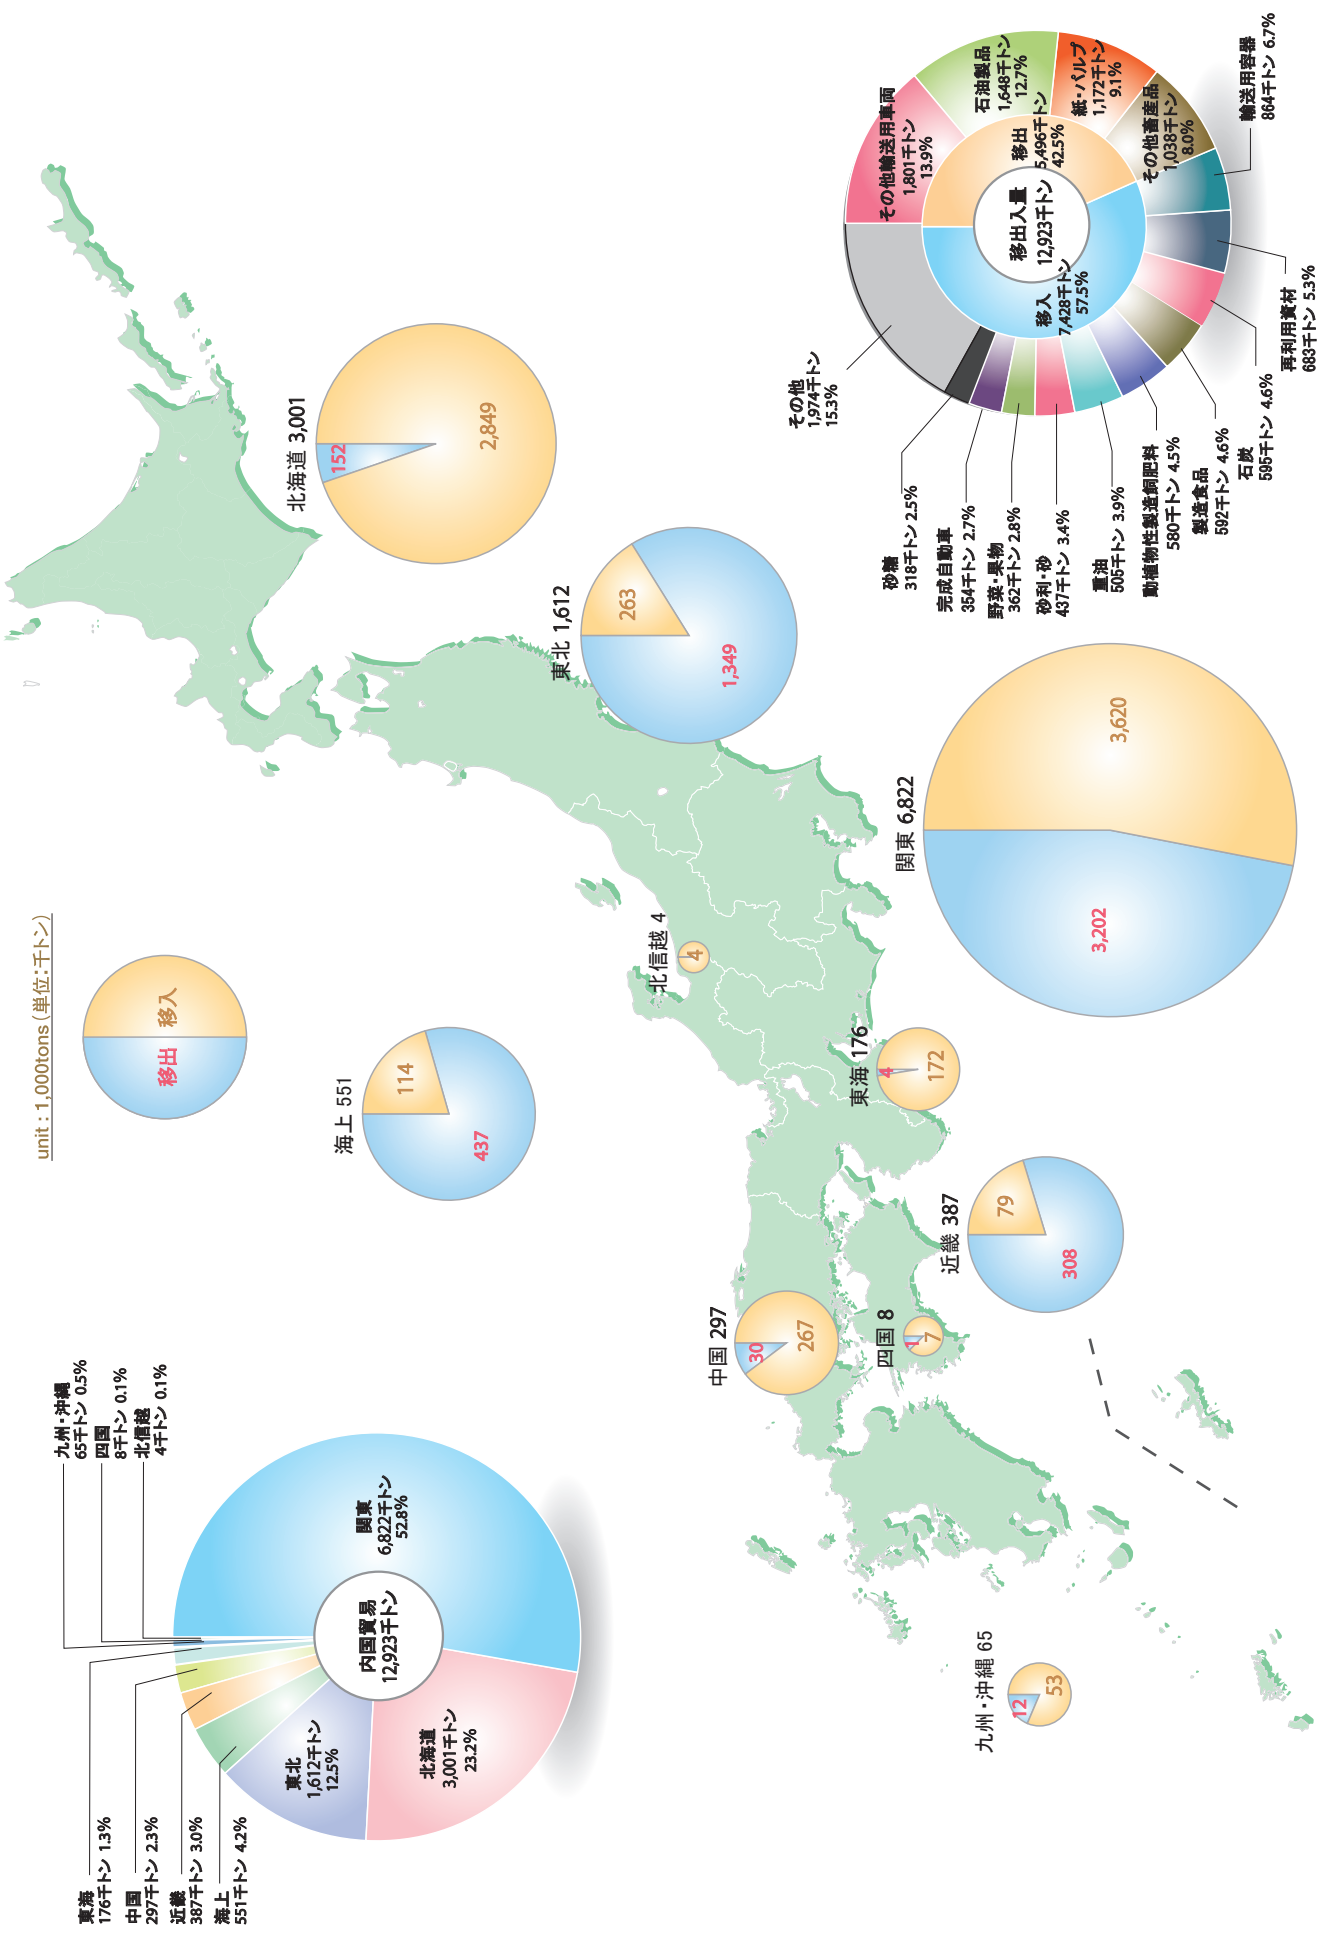 unit : 1,000tons（単位：千トン）
移出
移入
内国貿易
12,923千トン
関東
6,822千トン
52.8%
北海道
3,001千トン
23.2%
東北
1,612千トン
12.5%
海上
551千トン 4.2%
近畿
387千トン 3.0%
中国
297千トン 2.3%
東海
176千トン 1.3%
九州・沖縄
65千トン 0.5%
四国
8千トン 0.1%
北信越
4千トン 0.1%
海上 551
114
437
北海道 3,001
152
2,849
東北 1,612
263
1,349
関東 6,822
3,620
3,202
北信越 4
4
東海 176
4
172
近畿 387
79
308
中国 297
30
267
四国 8
1
7
九州・沖縄 65
12
53
移出入量
12,923千トン
移出
5,496千トン
42.5%
移入
7,428千トン
57.5%
その他輸送用車両
1,801千トン
13.9%
石油製品
1,648千トン
12.7%
紙・パルプ
1,172千トン
9.1%
その他畜産品
1,038千トン
8.0%
輸送用容器
864千トン 6.7%
再利用資材
683千トン 5.3%
石炭
595千トン 4.6%
製造食品
592千トン 4.6%
動植物性製造飼肥料
580千トン 4.5%
重油
505千トン 3.9%
砂利・砂
437千トン 3.4%
野菜・果物
362千トン 2.8%
完成自動車
354千トン 2.7%
砂糖
318千トン 2.5%
その他
1,974千トン
15.3%